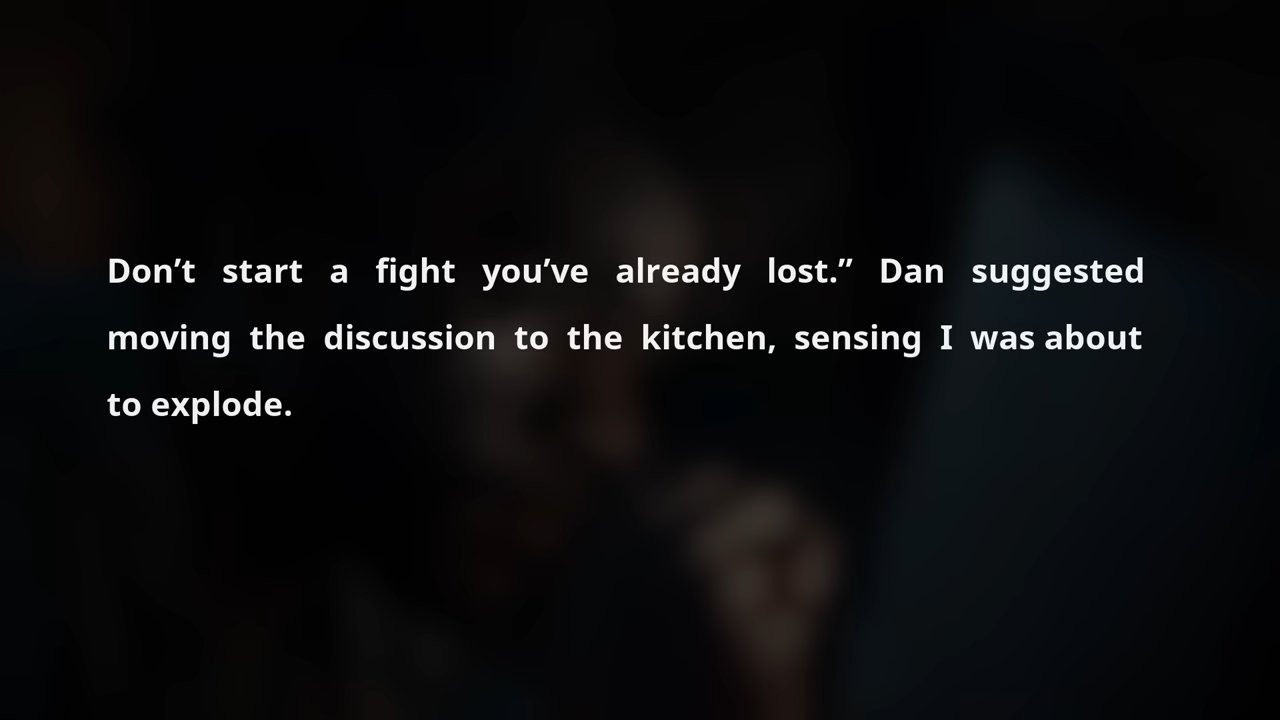 Don’t start a fight you’ve already lost.” Dan suggested
moving the discussion to the kitchen, sensing I was about
to explode.